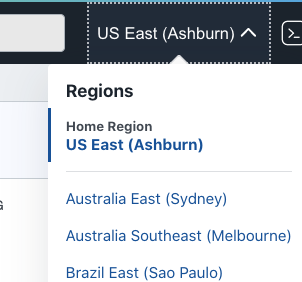 US East (Ashburn)
Regions
Home Region
US East (Ashburn)
Australia East (Sydney)
Australia Southeast (Melbourne)
Brazil East (Sao Paulo)